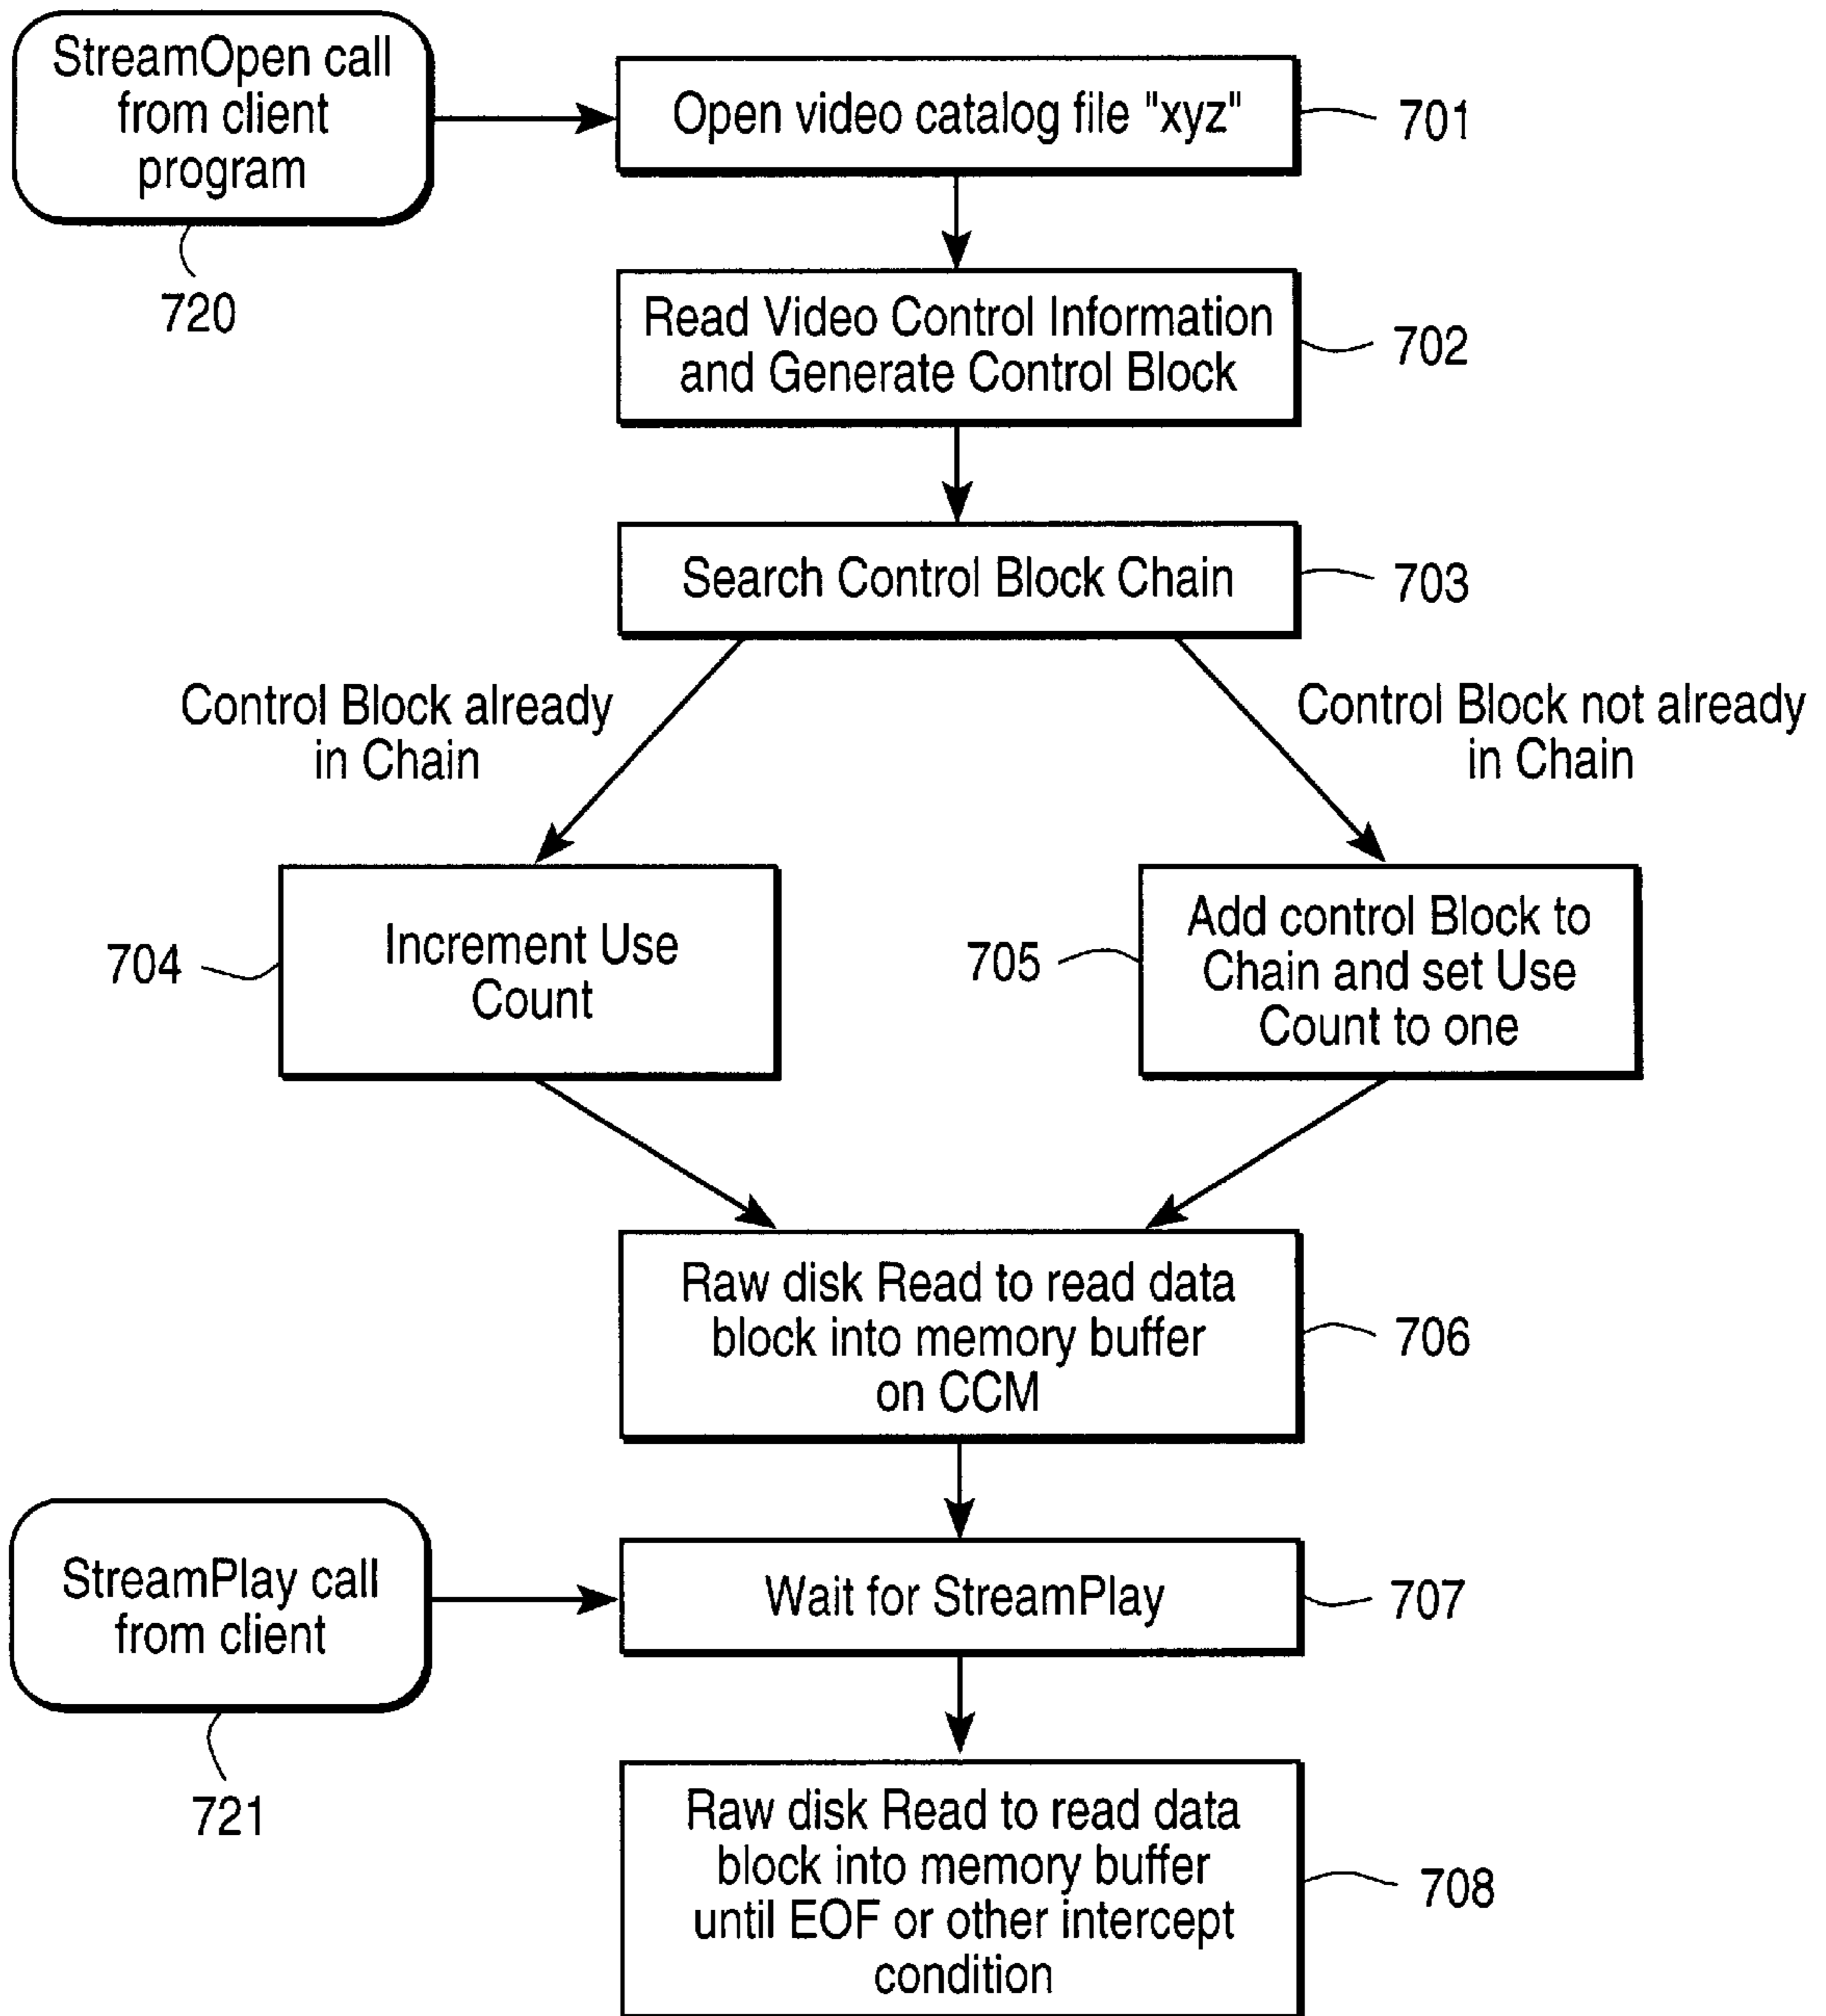 StreamOpen call
from client
program
720
Open video catalog file "xyz"
701
Read Video Control Information
and Generate Control Block
702
Search Control Block Chain
703
Control Block already
in Chain
Control Block not already
in Chain
704
Increment Use
Count
705
Add control Block to
Chain and set Use
Count to one
Raw disk Read to read data
block into memory buffer
on CCM
706
StreamPlay call
from client
721
Wait for StreamPlay
707
Raw disk Read to read data
block into memory buffer
until EOF or other intercept
condition
708